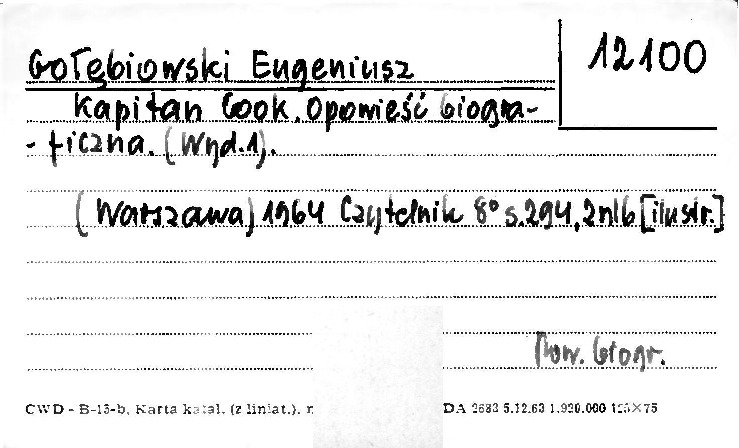 12100
Gołębiowski Eugeniusz
Kapitan Cook. Opowieść biogra-
-ficzna. (Wyd.1).
(Warszawa) 1964 Czytelnik 8° s.294, 2nlb [ilustr.]
Pow. biogr.
CWD - B-15-b, Karta katal. (z liniat.). DA 2683 5.12.63 1.920.000 125×75